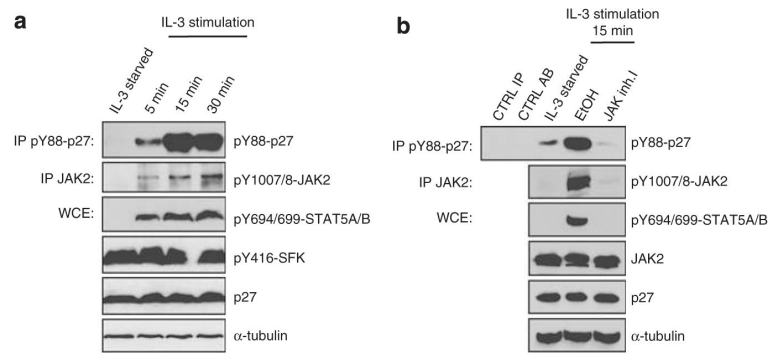 a
IL-3 stimulation
IL-3 starved
5 min
15 min
30 min
IP pY88-p27:
pY88-p27
IP JAK2:
pY1007/8-JAK2
WCE:
pY694/699-STAT5A/B
pY416-SFK
p27
α-tubulin
b
IL-3 stimulation
15 min
CTRL IP
CTRL AB
IL-3 starved
EtOH
JAK inh.I
IP pY88-p27:
pY88-p27
IP JAK2:
pY1007/8-JAK2
WCE:
pY694/699-STAT5A/B
JAK2
p27
α-tubulin